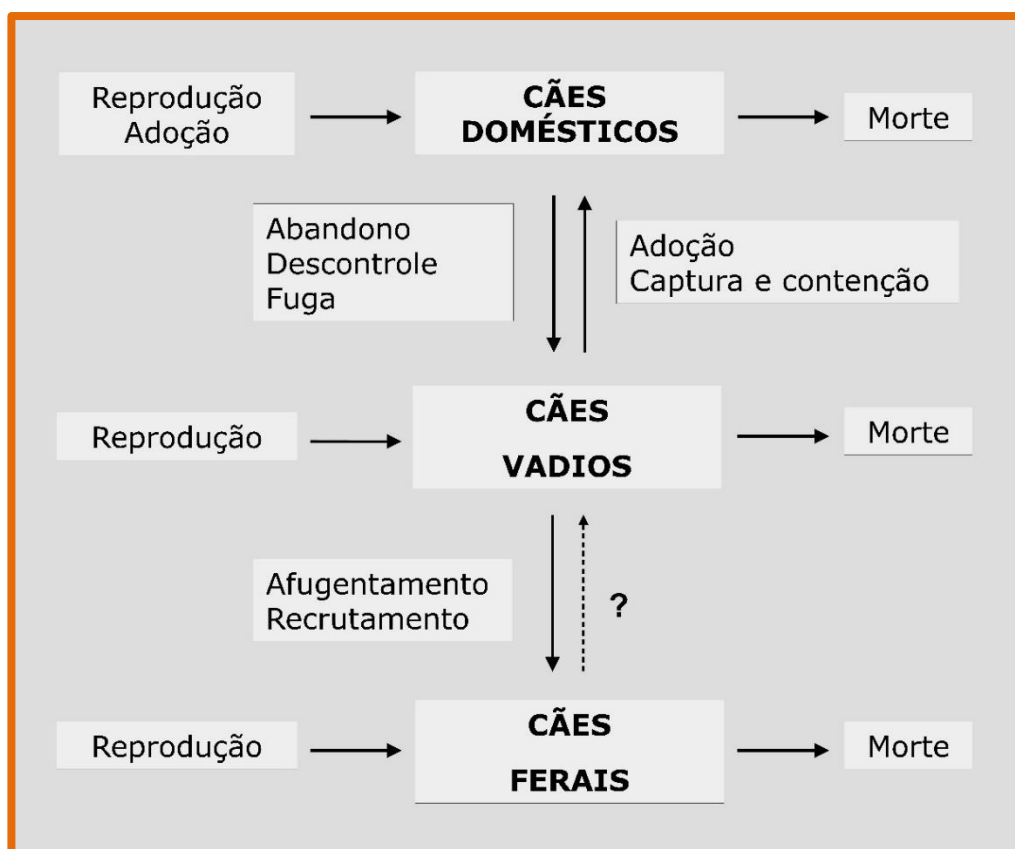 Reprodução
Adoção
CÃES
DOMÉSTICOS
Morte
Abandono
Descontrole
Fuga
Adoção
Captura e contenção
Reprodução
CÃES
VADIOS
Morte
Afugentamento
Recrutamento
?
Reprodução
CÃES
FERAIS
Morte